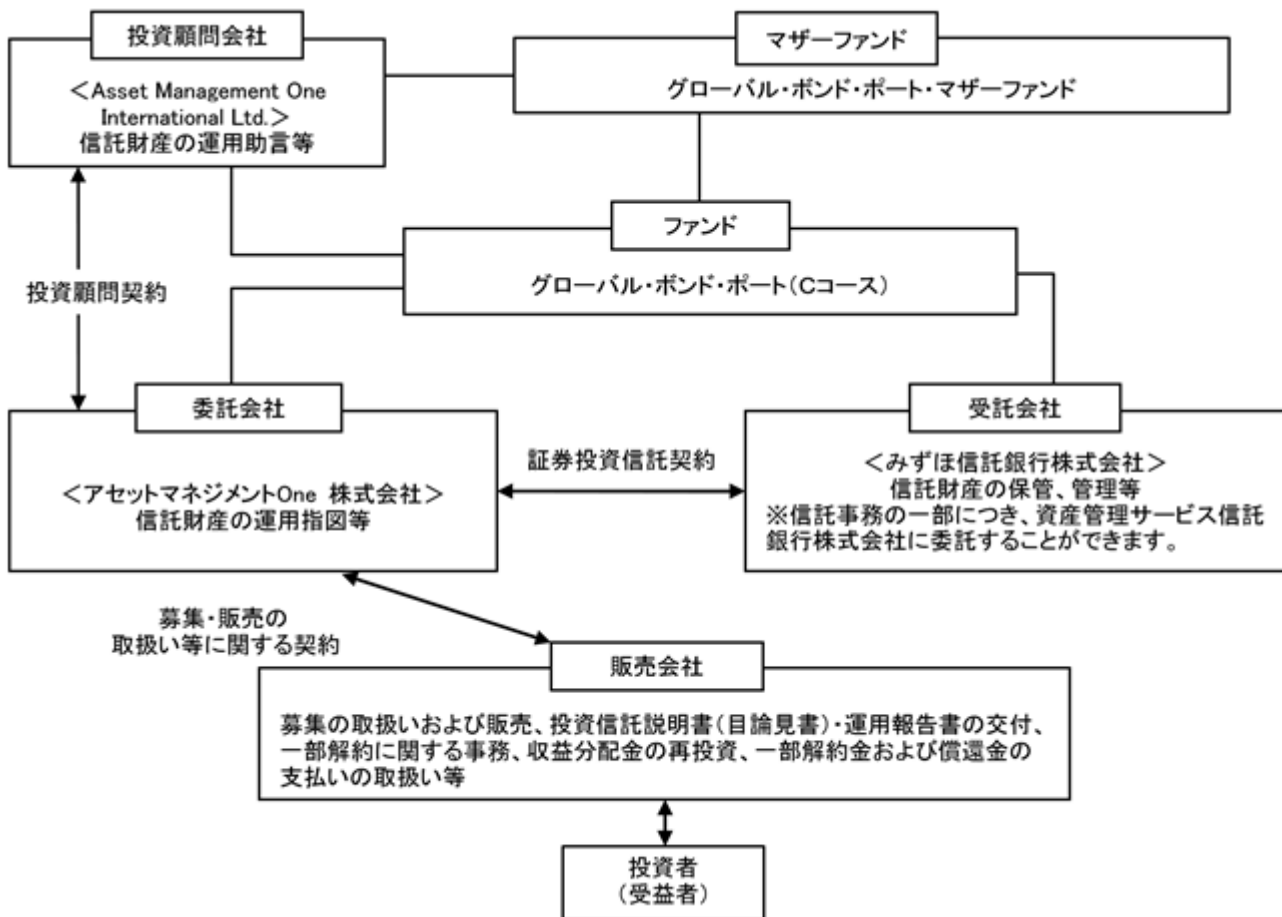 投資顧問会社
＜Asset Management One
International Ltd.＞
信託財産の運用助言等
マザーファンド
グローバル・ボンド・ポート・マザーファンド
ファンド
グローバル・ボンド・ポート（Cコース）
投資顧問契約
委託会社
＜アセットマネジメントOne 株式会社＞
信託財産の運用指図等
証券投資信託契約
受託会社
＜みずほ信託銀行株式会社＞
信託財産の保管、管理等
※信託事務の一部につき、資産管理サービス信託
銀行株式会社に委託することができます。
募集・販売の
取扱い等に関する契約
販売会社
募集の取扱いおよび販売、投資信託説明書（目論見書）・運用報告書の交付、
一部解約に関する事務、収益分配金の再投資、一部解約金および償還金の
支払いの取扱い等
投資者
（受益者）